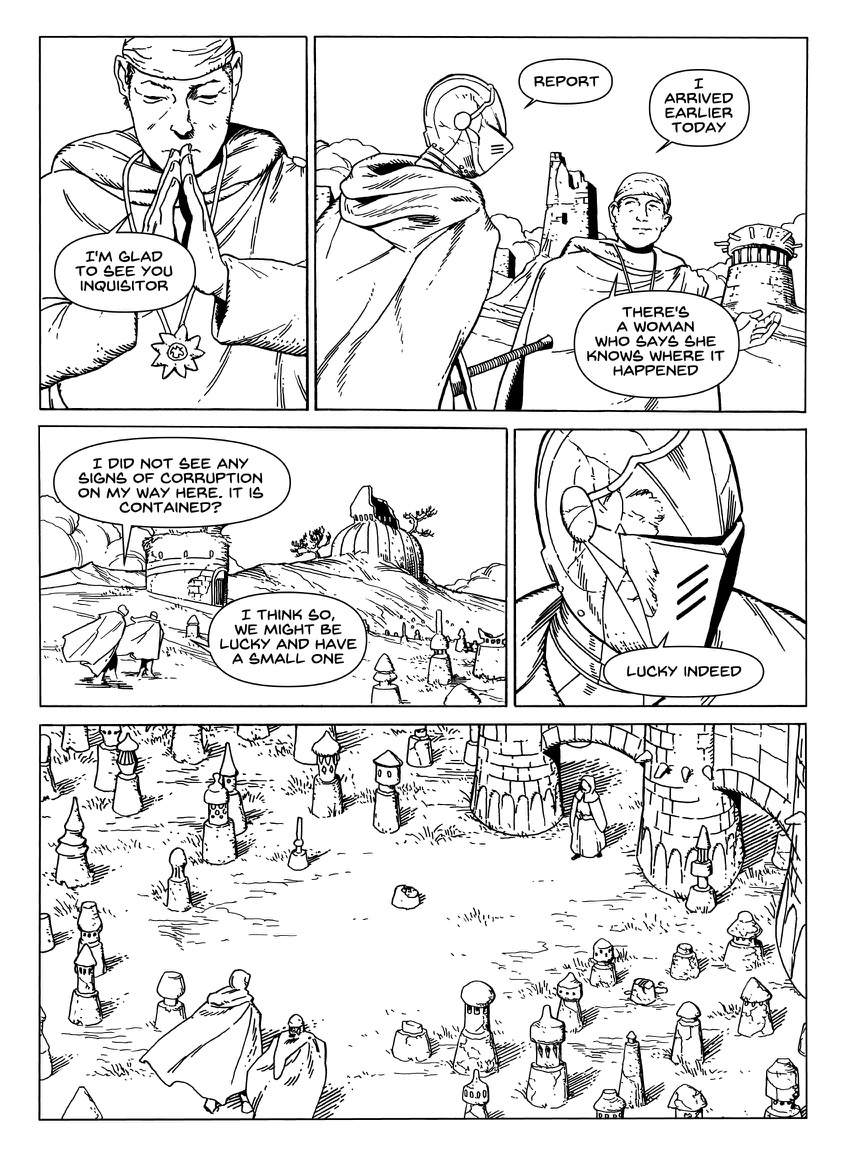 I'M GLAD
TO SEE YOU
INQUISITOR
REPORT
I
ARRIVED
EARLIER
TODAY
THERE'S
A WOMAN
WHO SAYS SHE
KNOWS WHERE IT
HAPPENED
I DID NOT SEE ANY
SIGNS OF CORRUPTION
ON MY WAY HERE. IT IS
CONTAINED?
I THINK SO,
WE MIGHT BE
LUCKY AND HAVE
A SMALL ONE
LUCKY INDEED